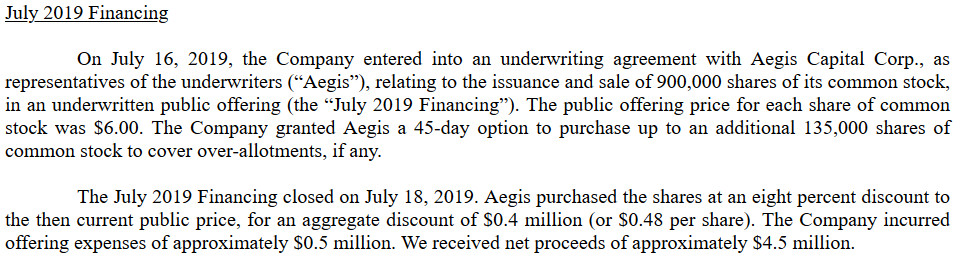 July 2019 Financing
On July 16, 2019, the Company entered into an underwriting agreement with Aegis Capital Corp., as
representatives of the underwriters (“Aegis”), relating to the issuance and sale of 900,000 shares of its common stock,
in an underwritten public offering (the “July 2019 Financing”). The public offering price for each share of common
stock was $6.00. The Company granted Aegis a 45-day option to purchase up to an additional 135,000 shares of
common stock to cover over-allotments, if any.
The July 2019 Financing closed on July 18, 2019. Aegis purchased the shares at an eight percent discount to
the then current public price, for an aggregate discount of $0.4 million (or $0.48 per share). The Company incurred
offering expenses of approximately $0.5 million. We received net proceeds of approximately $4.5 million.